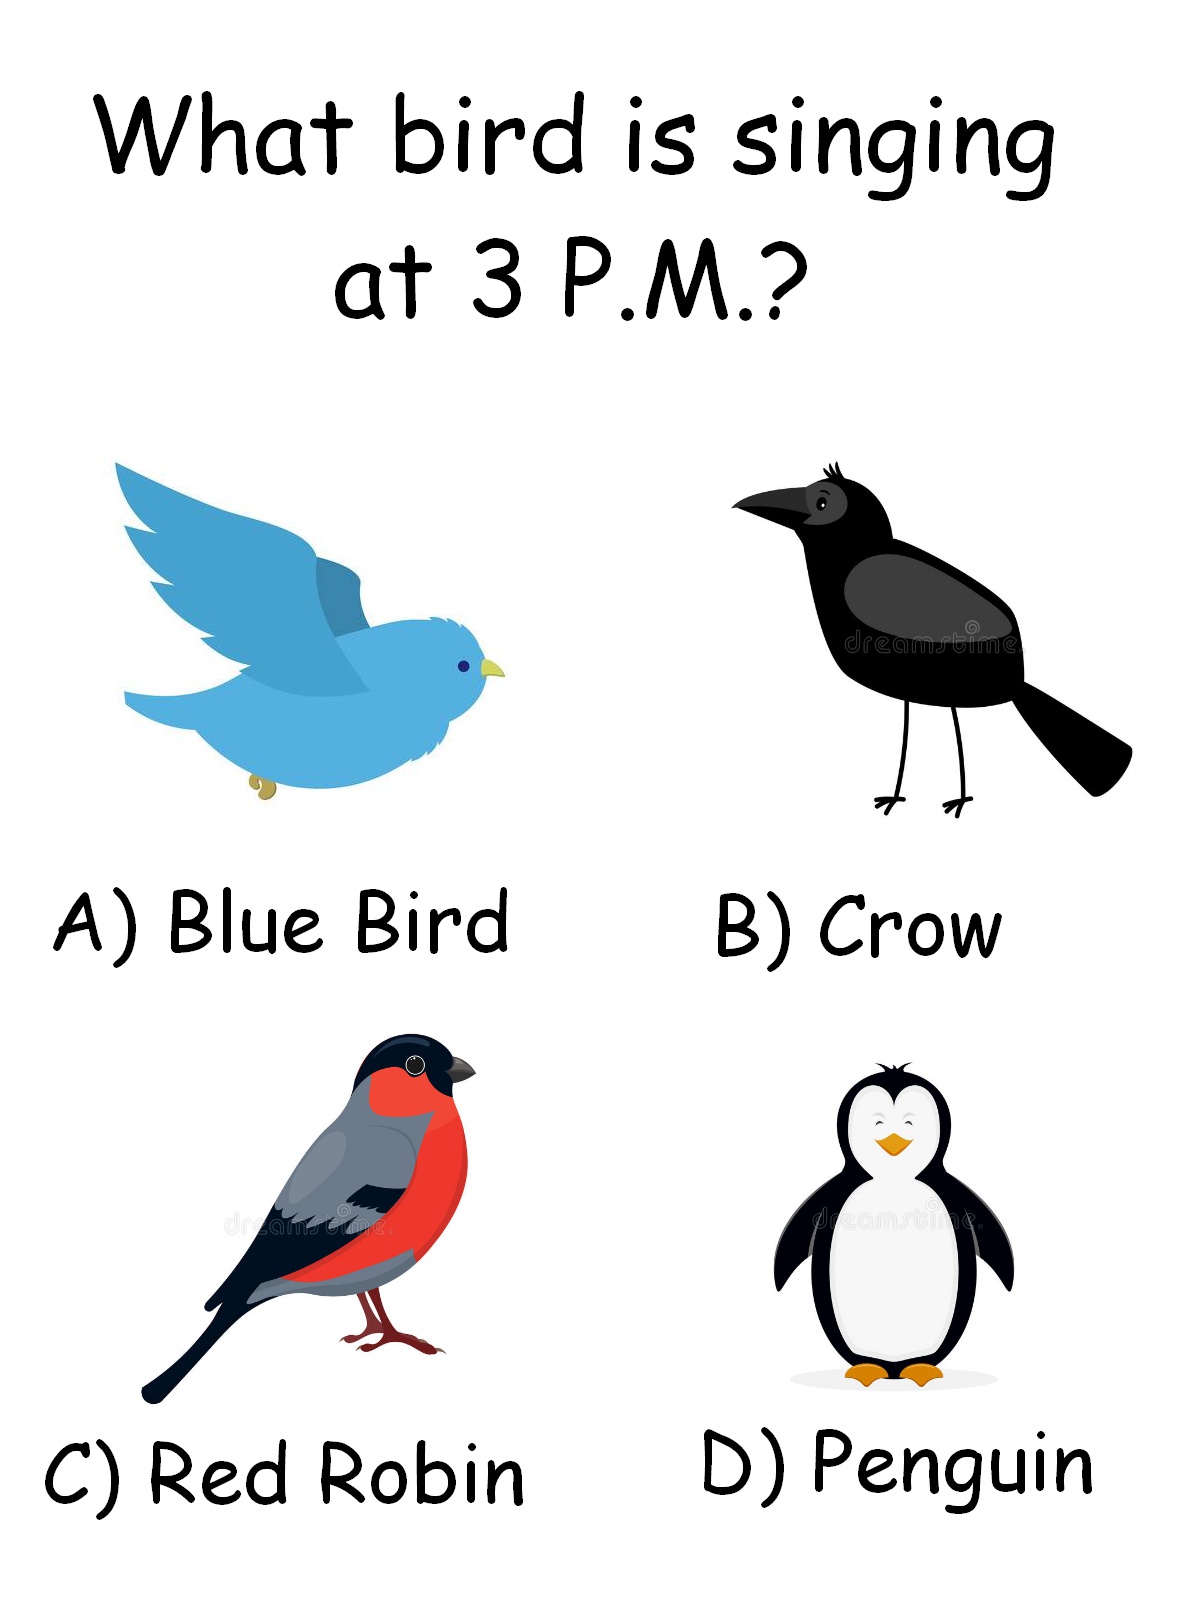 What bird is singing
at 3 P.M.?
dreamstime.
A) Blue Bird
B) Crow
dreamstime.
dreamstime.
C) Red Robin
D) Penguin